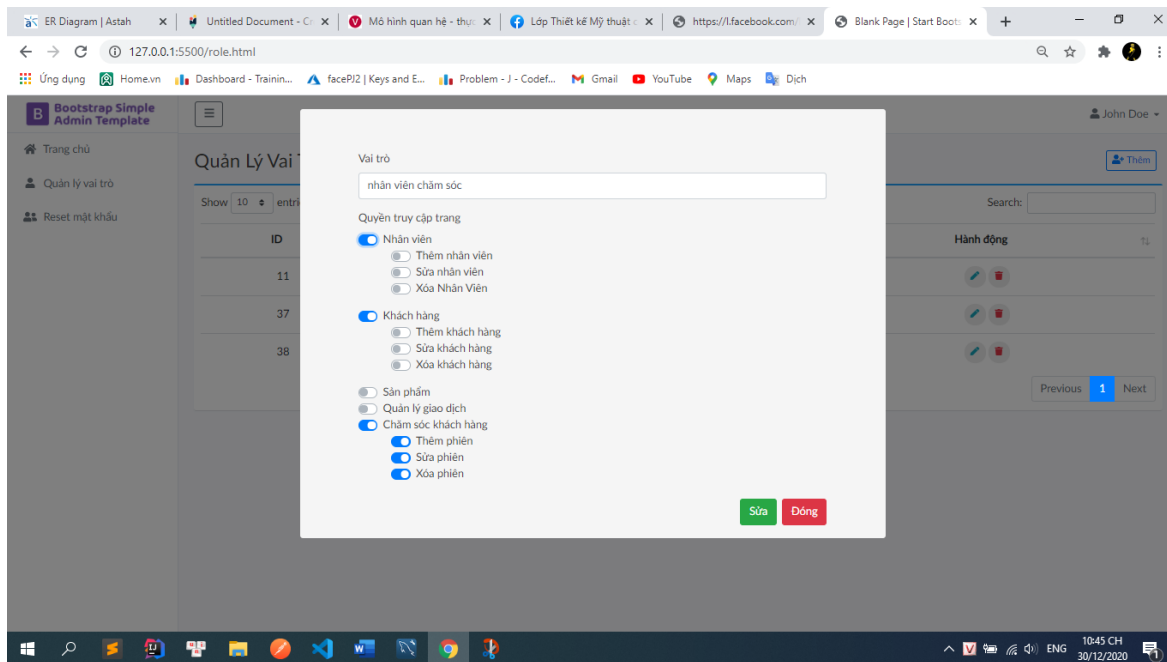 ER Diagram | Astah
Untitled Document - Cr
Mô hình quan hệ - thực
Lớp Thiết kế Mỹ thuật c
https://l.facebook.com/
Blank Page | Start Boots
127.0.0.1:5500/role.html
Ứng dụng Home.vn Dashboard - Trainin... facePJ2 | Keys and E... Problem - J - Codef... Gmail YouTube Maps Dịch
Bootstrap Simple
Admin Template
John Doe
Trang chủ
Quản lý vai trò
Reset mật khẩu
Quản Lý Vai
Thêm
Show 10 entri
Search:
ID
Hành động
11
37
38
Previous 1 Next
Vai trò
nhân viên chăm sóc
Quyền truy cập trang
Nhân viên
Thêm nhân viên
Sửa nhân viên
Xóa Nhân Viên
Khách hàng
Thêm khách hàng
Sửa khách hàng
Xóa khách hàng
Sản phẩm
Quản lý giao dịch
Chăm sóc khách hàng
Thêm phiên
Sửa phiên
Xóa phiên
Sửa Đóng
ENG
10:45 CH
30/12/2020